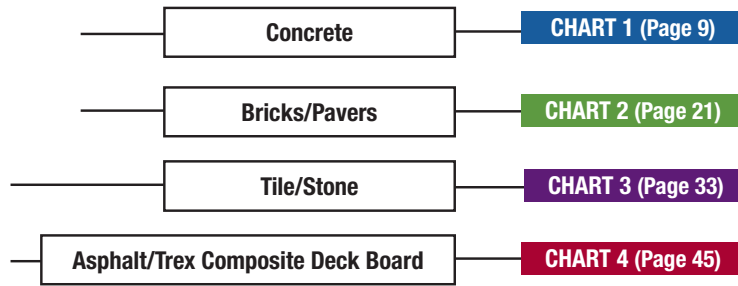 Concrete CHART 1 (Page 9)
Bricks/Pavers CHART 2 (Page 21)
Tile/Stone CHART 3 (Page 33)
Asphalt/Trex Composite Deck Board CHART 4 (Page 45)